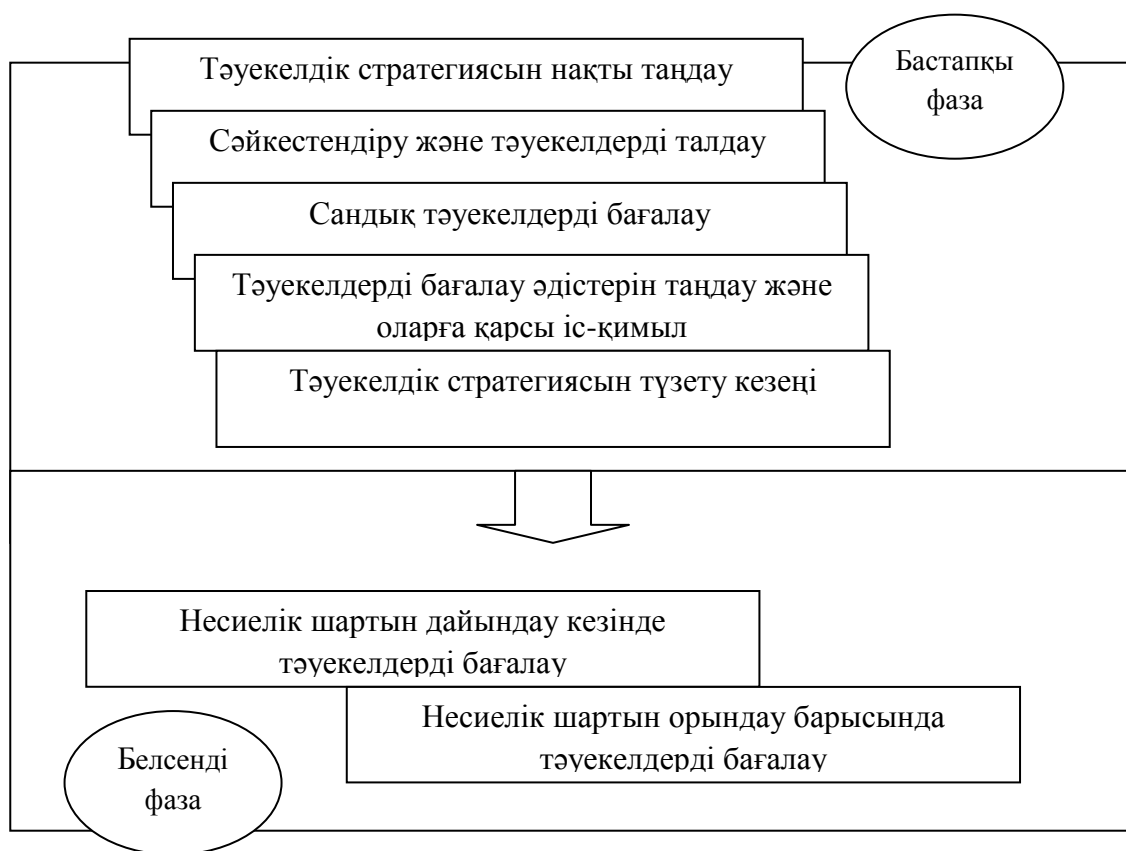 Тәуекелдік стратегиясын нақты таңдау
Бастапқы
фаза
Сәйкестендіру және тәуекелдерді талдау
Сандық тәуекелдерді бағалау
Тәуекелдерді бағалау әдістерін таңдау және
оларға қарсы іс-қимыл
Тәуекелдік стратегиясын түзету кезеңі
Несиелік шартын дайындау кезінде
тәуекелдерді бағалау
Несиелік шартын орындау барысында
тәуекелдерді бағалау
Белсенді
фаза